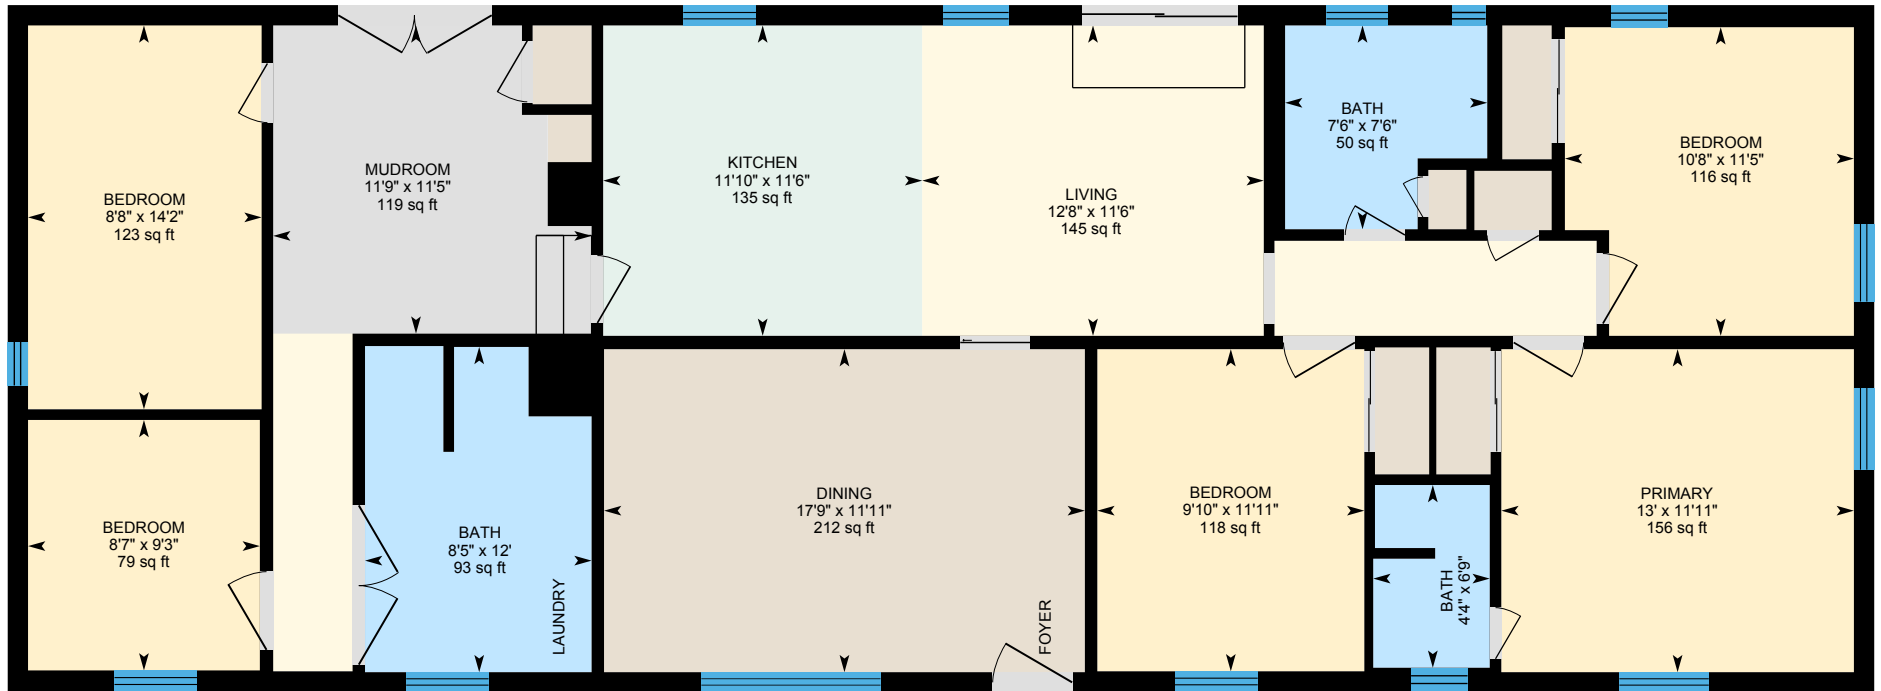 BEDROOM
8'8" x 14'2"
123 sq ft
MUDROOM
11'9" x 11'5"
119 sq ft
KITCHEN
11'10" x 11'6"
135 sq ft
LIVING
12'8" x 11'6"
145 sq ft
BATH
7'6" x 7'6"
50 sq ft
BEDROOM
10'8" x 11'5"
116 sq ft
BEDROOM
8'7" x 9'3"
79 sq ft
BATH
8'5" x 12'
93 sq ft
LAUNDRY
DINING
17'9" x 11'11"
212 sq ft
FOYER
BEDROOM
9'10" x 11'11"
118 sq ft
BATH
4'4" x 6'9"
PRIMARY
13' x 11'11"
156 sq ft